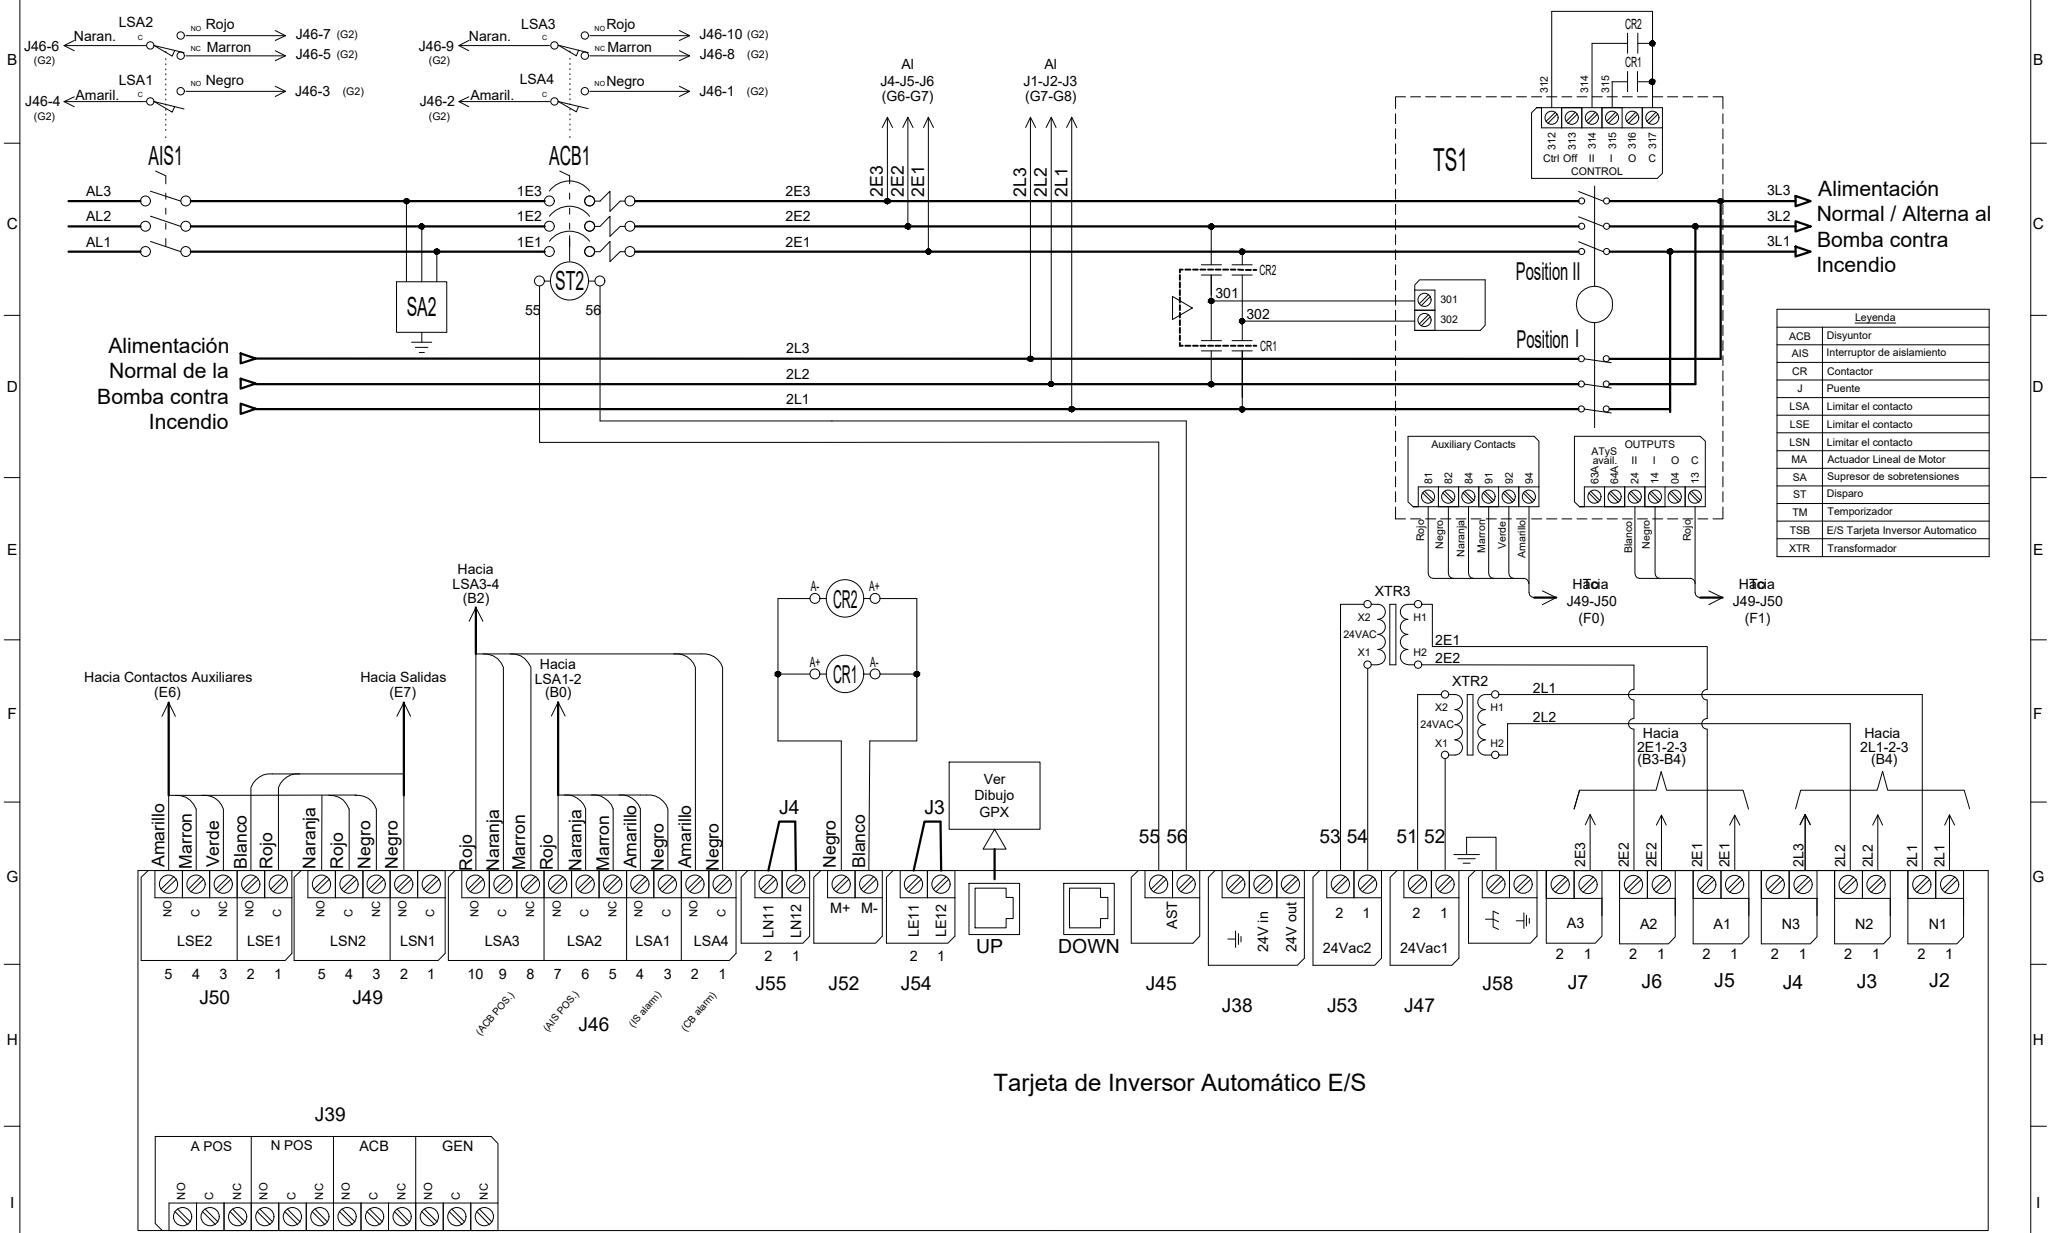 B
LSA2
J46-6
(G2)
Naran.
C
NO
Rojo
J46-7 (G2)
NC
Marron
J46-5 (G2)
LSA1
J46-4
(G2)
Amaril.
C
NO
Negro
J46-3 (G2)
LSA3
J46-9
(G2)
Naran.
C
NO
Rojo
J46-10 (G2)
NC
Marron
J46-8 (G2)
LSA4
J46-2
(G2)
Amaril.
C
NO
Negro
J46-1 (G2)
Al
J4-J5-J6
(G6-G7)
Al
J1-J2-J3
(G7-G8)
CR2
CR1
312
314
315
B
312
313
314
315
316
317
Ctrl Off II I O C
CONTROL
TS1
AIS1
ACB1
C
AL3
AL2
AL1
1E3
1E2
1E1
2E3
2E2
2E1
2E3
2E2
2E1
2L3
2L2
2L1
3L3
3L2
3L1
Alimentación
Normal / Alterna al
Bomba contra
Incendio
C
SA2
ST2
55
56
CR2
301
302
CR1
301
302
Position II
Position I
D
Alimentación
Normal de la
Bomba contra
Incendio
2L3
2L2
2L1
Leyenda
ACB Disyuntor
AIS Interruptor de aislamiento
CR Contactor
J Puente
LSA Limitar el contacto
LSE Limitar el contacto
LSN Limitar el contacto
MA Actuador Lineal de Motor
SA Supresor de sobretensiones
ST Disparo
TM Temporizador
TSB E/S Tarjeta Inversor Automatico
XTR Transformador
D
Auxiliary Contacts
81
82
84
91
92
94
Rojo
Negro
Naranja
Marron
Verde
Amarillo
OUTPUTS
ATyS
avail. II I O C
63A
64A
24
14
04
13
Blanco
Negro
Rojo
E
E
Hacia
J49-J50
(F0)
Hacia
J49-J50
(F1)
Hacia
LSA3-4
(B2)
A-
CR2
A+
A+
CR1
A-
XTR3
X2
24VAC
X1
H1
H2
2E1
2E2
XTR2
X2
24VAC
X1
H1
H2
2L1
2L2
Hacia Contactos Auxiliares
(E6)
Hacia Salidas
(E7)
Hacia
LSA1-2
(B0)
F
F
Hacia
2E1-2-3
(B3-B4)
Hacia
2L1-2-3
(B4)
Ver
Dibujo
GPX
Amarillo
Marron
Verde
Blanco
Rojo
Naranja
Rojo
Negro
Negro
Rojo
Naranja
Marron
Rojo
Naranja
Marron
Amarillo
Negro
Amarillo
Negro
J4
Negro
Blanco
J3
55 56
53 54
51 52
2E3
2E2
2E2
2E1
2E1
2L3
2L2
2L2
2L1
2L1
G
G
NO C NC NO C
LSE2 LSE1
5 4 3 2 1
J50
NO C NC NO C
LSN2 LSN1
5 4 3 2 1
J49
NO C NC NO C NC NO C NO C
LSA3 LSA2 LSA1 LSA4
10 9 8 7 6 5 4 3 2 1
(ACB POS.)
(AIS POS.)
(IS alarm)
(CB alarm)
J46
LN11
LN12
2 1
J55
M+ M-
J52
LE11
LE12
2 1
J54
UP
DOWN
AST
J45
24V in
24V out
J38
2 1
24Vac2
J53
2 1
24Vac1
J47
J58
A3
2 1
J7
A2
2 1
J6
A1
2 1
J5
N3
2 1
J4
N2
2 1
J3
N1
2 1
J2
H
H
Tarjeta de Inversor Automático E/S
J39
A POS N POS ACB GEN
NO C NC NO C NC NO C NC NO C NC
I
I